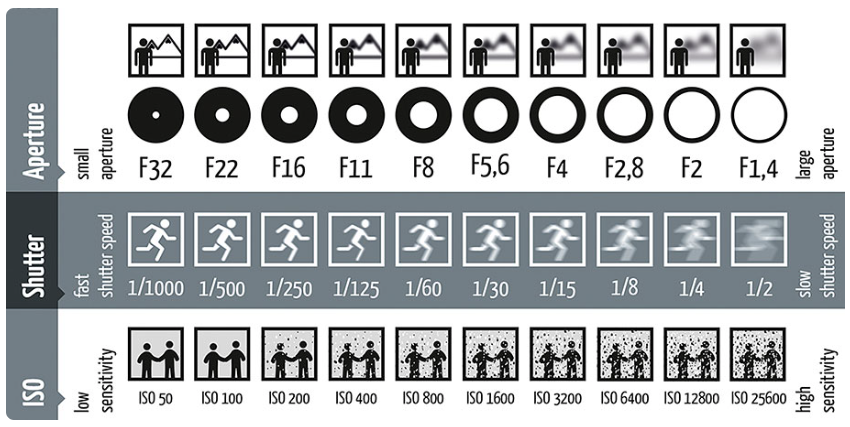 Aperture
small
aperture
F32 F22 F16 F11 F8 F5,6 F4 F2,8 F2 F1,4
large
aperture
Shutter
fast
shutter speed
1/1000 1/500 1/250 1/125 1/60 1/30 1/15 1/8 1/4 1/2
slow
shutter speed
ISO
low
sensitivity
ISO 50 ISO 100 ISO 200 ISO 400 ISO 800 ISO 1600 ISO 3200 ISO 6400 ISO 12800 ISO 25600
high
sensitivity